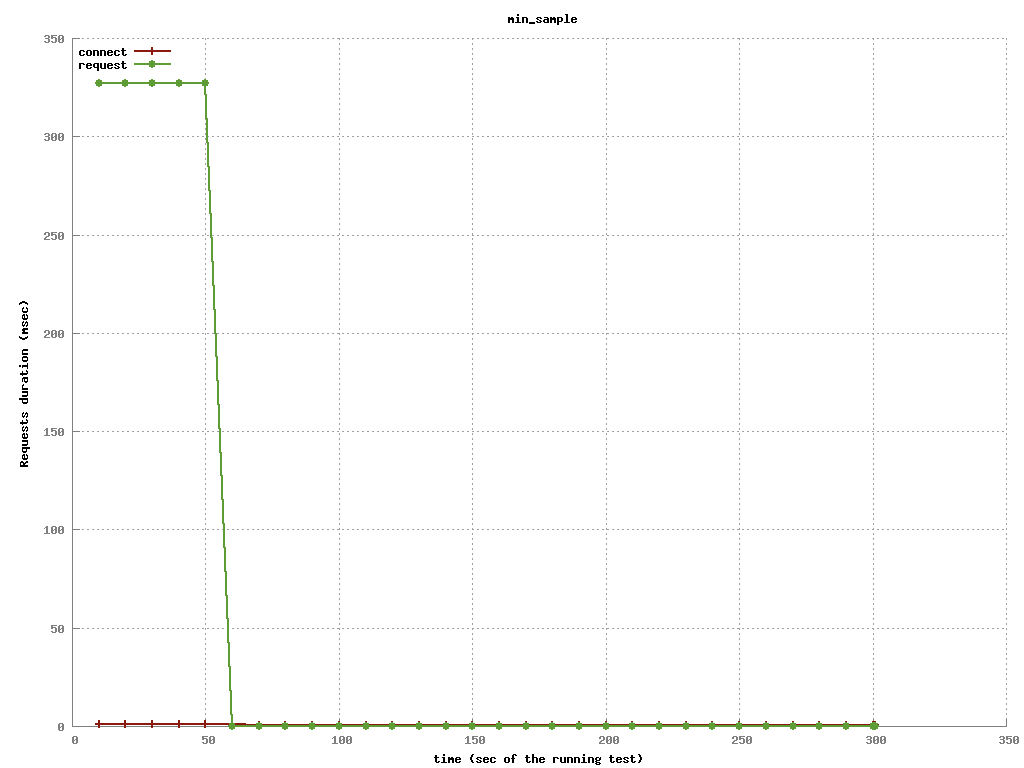 min_sample
350
connect
request
300
250
200
150
100
50
0
0 50 100 150 200 250 300 350
Requests duration (msec)
time (sec of the running test)